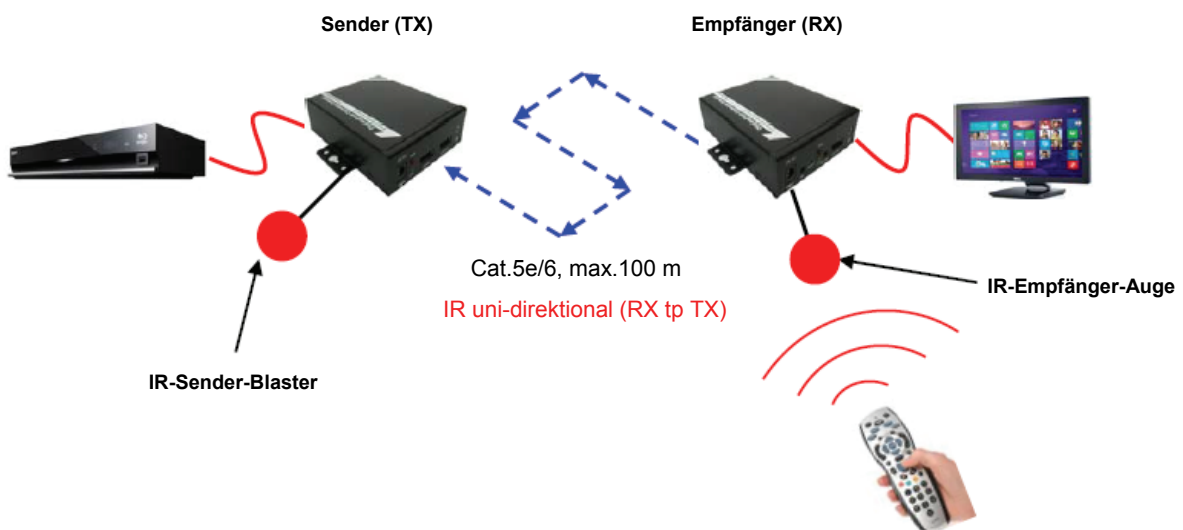 Sender (TX)
Empfänger (RX)
Cat.5e/6, max.100 m
IR uni-direktional (RX tp TX)
IR-Empfänger-Auge
IR-Sender-Blaster